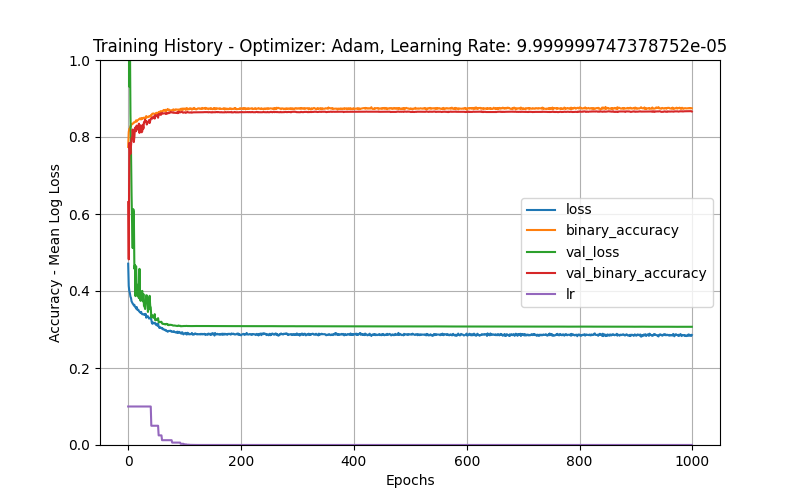 Training History - Optimizer: Adam, Learning Rate: 9.999999747378752e-05
1.0
0.8
0.6
0.4
0.2
0.0
Accuracy - Mean Log Loss
loss
binary_accuracy
val_loss
val_binary_accuracy
lr
0 200 400 600 800 1000
Epochs